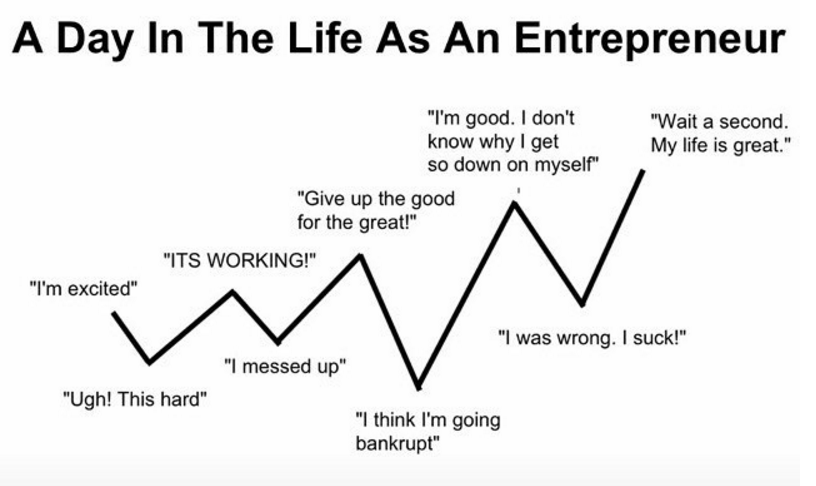 A Day In The Life As An Entrepreneur
"I'm excited"
"Ugh! This hard"
"ITS WORKING!"
"I messed up"
"Give up the good
for the great!"
"I think I'm going
bankrupt"
"I'm good. I don't
know why I get
so down on myself"
"I was wrong. I suck!"
"Wait a second.
My life is great."